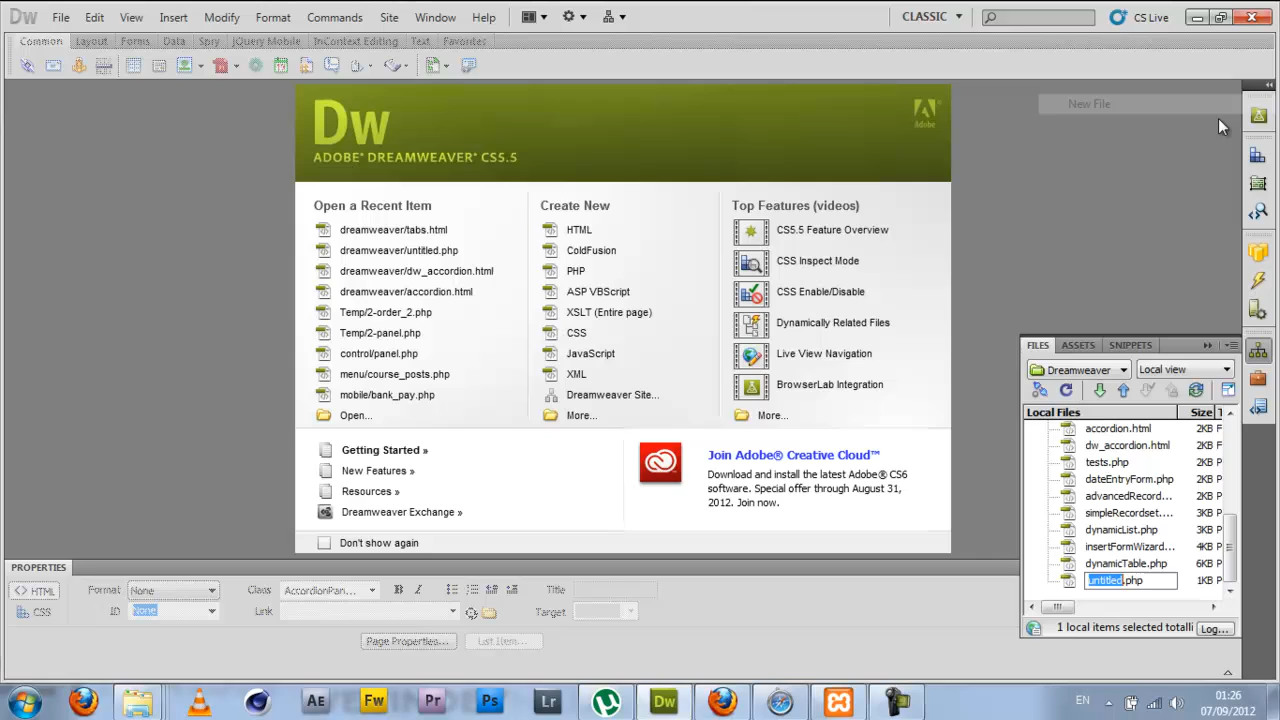 Dw File Edit View Insert Modify Format Commands Site Window Help CLASSIC CS Live
Common Layout Forms Data Spry jQuery Mobile InContext Editing Text Favorites
New File
Dw
ADOBE® DREAMWEAVER® CS5.5
Adobe
Open a Recent Item
dreamweaver/tabs.html
dreamweaver/untitled.php
dreamweaver/dw_accordion.html
dreamweaver/accordion.html
Temp/2-order_2.php
Temp/2-panel.php
control/panel.php
menu/course_posts.php
mobile/bank_pay.php
Open...
Create New
HTML
ColdFusion
PHP
ASP VBScript
XSLT (Entire page)
CSS
JavaScript
XML
Dreamweaver Site...
More...
Top Features (videos)
CS5.5 Feature Overview
CSS Inspect Mode
CSS Enable/Disable
Dynamically Related Files
Live View Navigation
BrowserLab Integration
More...
Getting Started »
New Features »
Resources »
Dreamweaver Exchange »
Join Adobe® Creative Cloud™
Download and install the latest Adobe® CS6
software. Special offer through August 31,
2012. Join now.
Don't show again
FILES ASSETS SNIPPETS
Dreamweaver Local view
Local Files Size T
accordion.html 2KB F
dw_accordion.html 2KB F
tests.php 2KB P
dateEntryForm.php 2KB P
advancedRecord... 2KB P
simpleRecordset.... 3KB P
dynamicList.php 3KB P
insertFormWizard... 4KB P
dynamicTable.php 6KB P
untitled.php 1KB P
1 local items selected totalli Log...
PROPERTIES
<> HTML Format None Class AccordionPan... B I Title
CSS ID None Link Target
Page Properties... List Item...
Ae Fw Pr Ps Lr Dw EN 01:26
07/09/2012